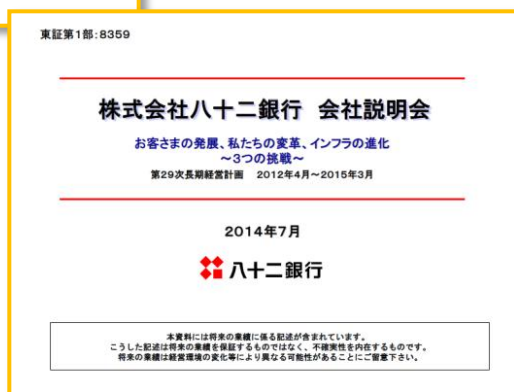 東証第1部:8359
株式会社八十二銀行 会社説明会
お客さまの発展、私たちの変革、インフラの進化
～3つの挑戦～
第29次長期経営計画 2012年4月～2015年3月
2014年7月
八十二銀行
本資料には将来の業績に係る記述が含まれています。
こうした記述は将来の業績を保証するものではなく、不確実性を内在するものです。
将来の業績は経営環境の変化等により異なる可能性があることにご留意下さい。